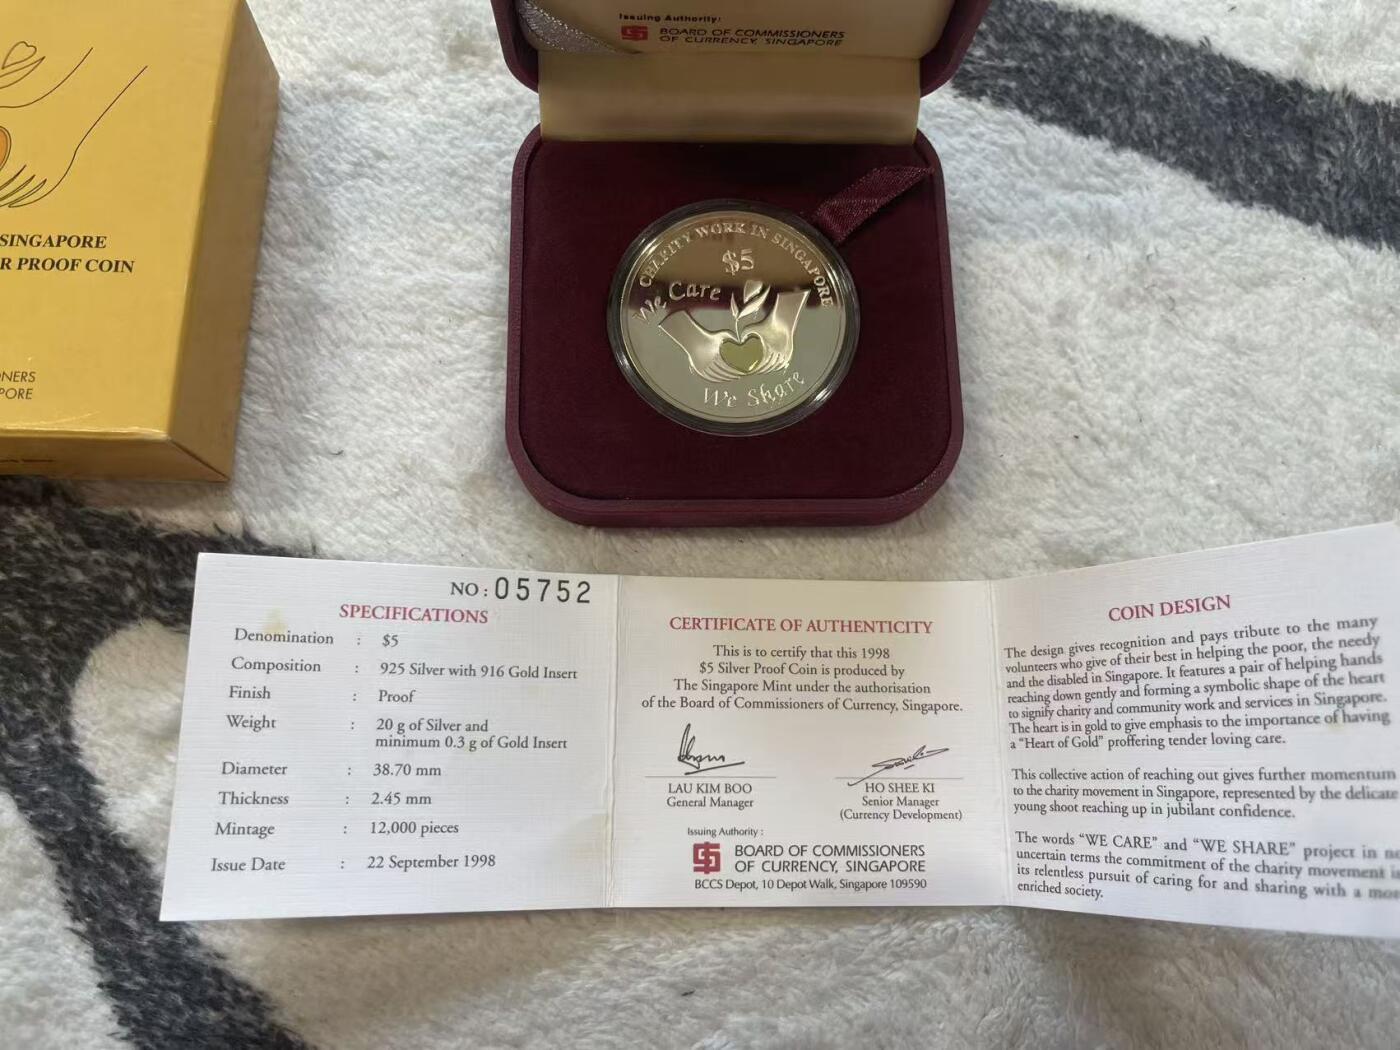 Issuing Authority:
BOARD OF COMMISSIONERS
OF CURRENCY, SINGAPORE
SINGAPORE
R PROOF COIN
NERS
PORE
CHARITY WORK IN SINGAPORE
$5
We Care
We Share
NO: 05752
SPECIFICATIONS
Denomination : $5
Composition : 925 Silver with 916 Gold Insert
Finish : Proof
Weight : 20 g of Silver and
minimum 0.3 g of Gold Insert
Diameter : 38.70 mm
Thickness : 2.45 mm
Mintage : 12,000 pieces
Issue Date : 22 September 1998
CERTIFICATE OF AUTHENTICITY
This is to certify that this 1998
$5 Silver Proof Coin is produced by
The Singapore Mint under the authorisation
of the Board of Commissioners of Currency, Singapore.
LAU KIM BOO
General Manager
HO SHEE KI
Senior Manager
(Currency Development)
Issuing Authority :
BOARD OF COMMISSIONERS
OF CURRENCY, SINGAPORE
BCCS Depot, 10 Depot Walk, Singapore 109590
COIN DESIGN
The design gives recognition and pays tribute to the many
volunteers who give of their best in helping the poor, the needy
and the disabled in Singapore. It features a pair of helping hands
reaching down gently and forming a symbolic shape of the heart
to signify charity and community work and services in Singapore.
The heart is in gold to give emphasis to the importance of having
a “Heart of Gold” proffering tender loving care.
This collective action of reaching out gives further momentum
to the charity movement in Singapore, represented by the delicate
young shoot reaching up in jubilant confidence.
The words “WE CARE” and “WE SHARE” project in
uncertain terms the commitment of the charity movement
its relentless pursuit of caring for and sharing with a
enriched society.